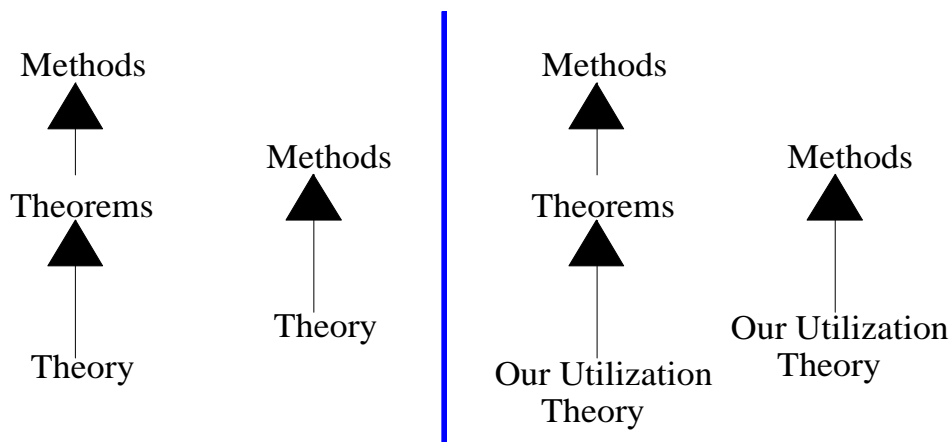 Methods
Theorems
Theory
Methods
Theory
Methods
Theorems
Our Utilization
Theory
Methods
Our Utilization
Theory